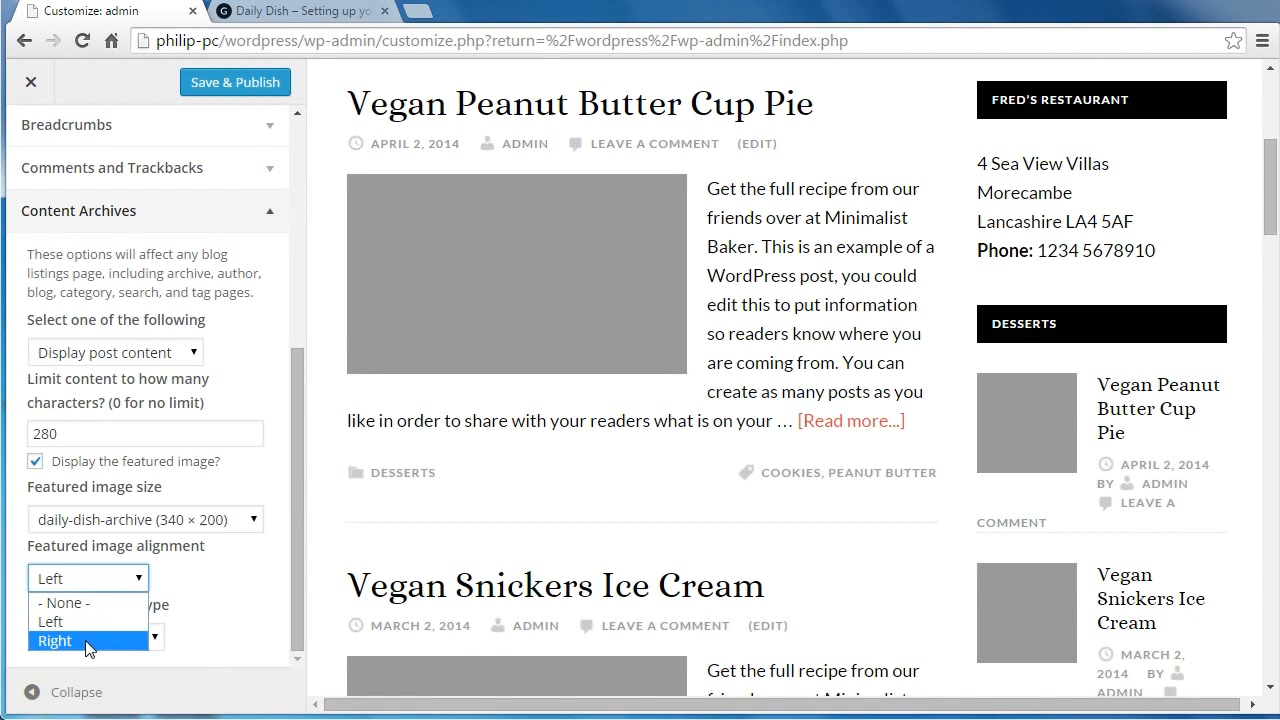 Customize: admin
Daily Dish – Setting up yo
philip-pc/wordpress/wp-admin/customize.php?return=%2Fwordpress%2Fwp-admin%2Findex.php
Save & Publish
Breadcrumbs
Comments and Trackbacks
Content Archives
These options will affect any blog
listings page, including archive, author,
blog, category, search, and tag pages.
Select one of the following
Display post content
Limit content to how many
characters? (0 for no limit)
280
Display the featured image?
Featured image size
daily-dish-archive (340 × 200)
Featured image alignment
Left
- None -
Left
Right
ype
Collapse
Vegan Peanut Butter Cup Pie
APRIL 2, 2014 ADMIN LEAVE A COMMENT (EDIT)
Get the full recipe from our
friends over at Minimalist
Baker. This is an example of a
WordPress post, you could
edit this to put information
so readers know where you
are coming from. You can
create as many posts as you
like in order to share with your readers what is on your … [Read more...]
DESSERTS
COOKIES, PEANUT BUTTER
Vegan Snickers Ice Cream
MARCH 2, 2014 ADMIN LEAVE A COMMENT (EDIT)
Get the full recipe from our
FRED'S RESTAURANT
4 Sea View Villas
Morecambe
Lancashire LA4 5AF
Phone: 1234 5678910
DESSERTS
Vegan Peanut
Butter Cup
Pie
APRIL 2, 2014
BY ADMIN
LEAVE A
COMMENT
Vegan
Snickers Ice
Cream
MARCH 2,
2014 BY
ADMIN